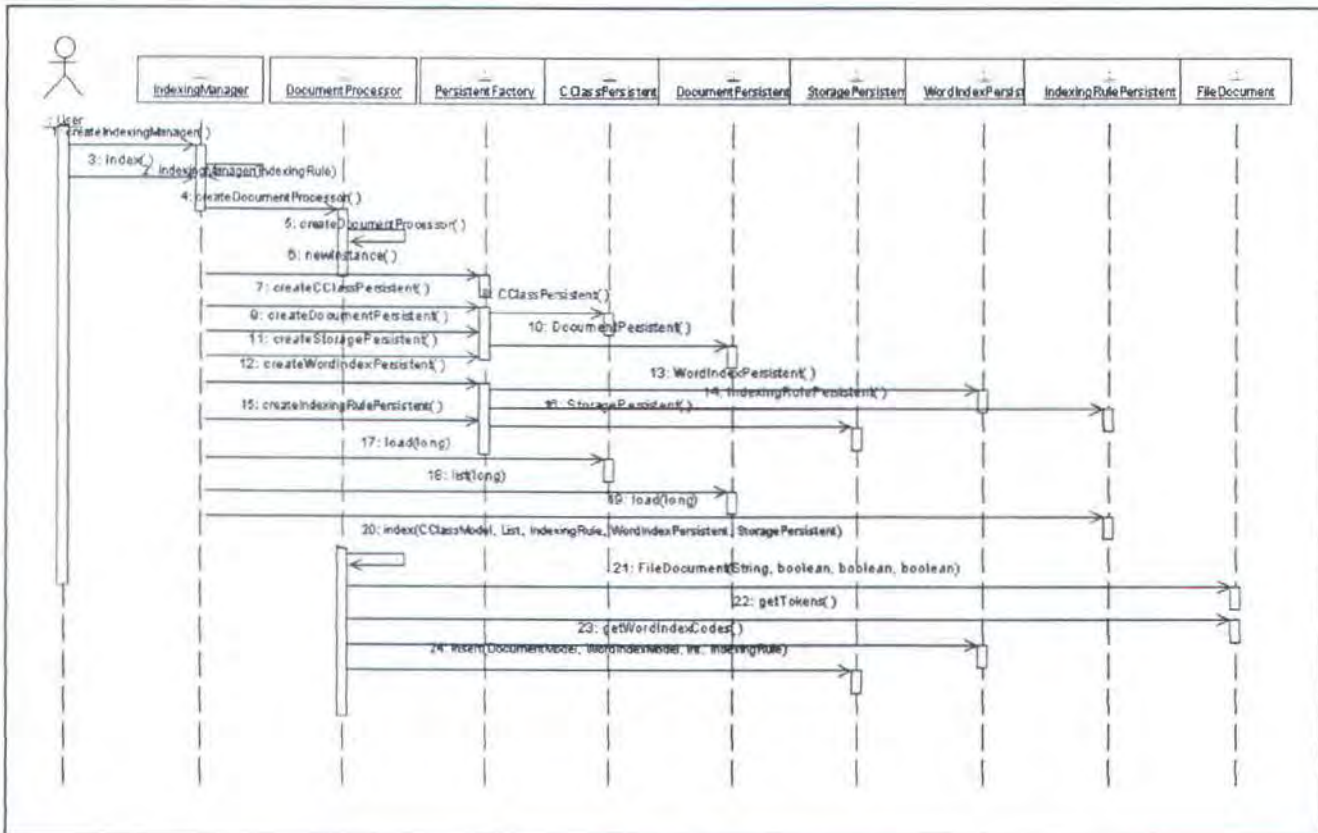 IndexingManager DocumentProcessor PersistentFactory CClassPersistent DocumentPersistent StoragePersisten WordIndexPersist IndexingRulePersistent FileDocument
: User
createIndexingManager( )
3: index( )
2: IndexingManager(IndexingRule)
4: createDocumentProcessor( )
5: createDocumentProcessor( )
6: newInstance( )
7: createCClassPersistent( )
8: CClassPersistent( )
9: createDocumentPersistent( )
10: DocumentPersistent( )
11: createStoragePersistent( )
12: createWordIndexPersistent( )
13: WordIndexPersistent( )
14: IndexingRulePersistent( )
15: createIndexingRulePersistent( )
16: StoragePersistent( )
17: load(long)
18: list(long)
19: load(long)
20: index(CClassModel, List, IndexingRule, WordIndexPersistent, StoragePersistent)
21: FileDocument(String, boolean, boolean, boolean)
22: getTokens( )
23: getWordIndexCodes( )
24: insert(DocumentModel, WordIndexModel, int, IndexingRule)